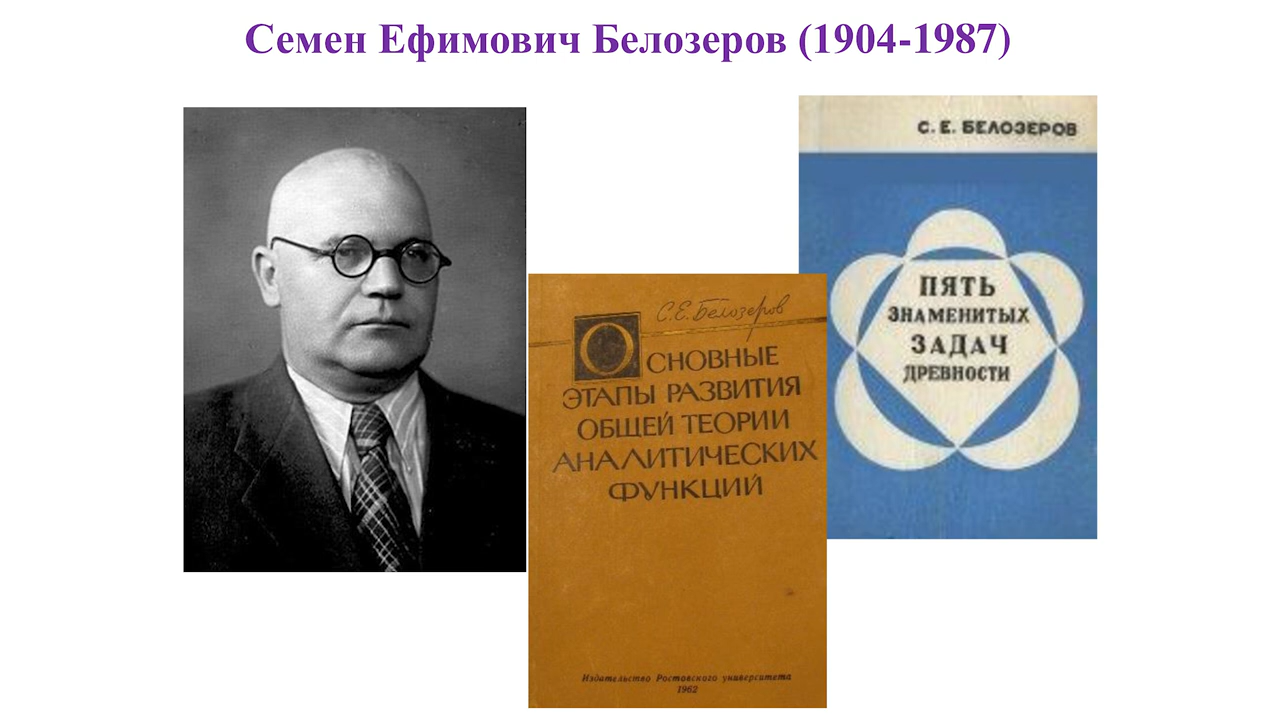 Семен Ефимович Белозеров (1904-1987)
С. Е. БЕЛОЗЕРОВ
ПЯТЬ
ЗНАМЕНИТЫХ
ЗАДАЧ
ДРЕВНОСТИ
С.Е. Белозеров
ОСНОВНЫЕ
ЭТАПЫ РАЗВИТИЯ
ОБЩЕЙ ТЕОРИИ
АНАЛИТИЧЕСКИХ
ФУНКЦИЙ
Издательство Ростовского университета
1962